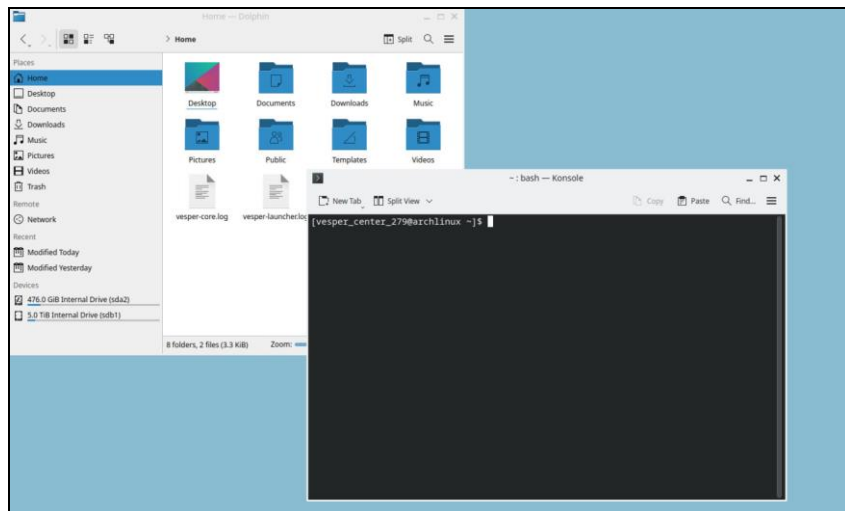 Home — Dolphin
> Home
Split
Places
Home
Desktop
Documents
Downloads
Music
Pictures
Videos
Trash
Remote
Network
Recent
Modified Today
Modified Yesterday
Devices
476.0 GiB Internal Drive (sda2)
5.0 TiB Internal Drive (sdb1)
Desktop
Documents
Downloads
Music
Pictures
Public
Templates
Videos
vesper-core.log
vesper-launcher.log
8 folders, 2 files (3.3 KiB)
Zoom:
~ : bash — Konsole
New Tab
Split View
Copy
Paste
Find...
[vesper_center_279@archlinux ~]$